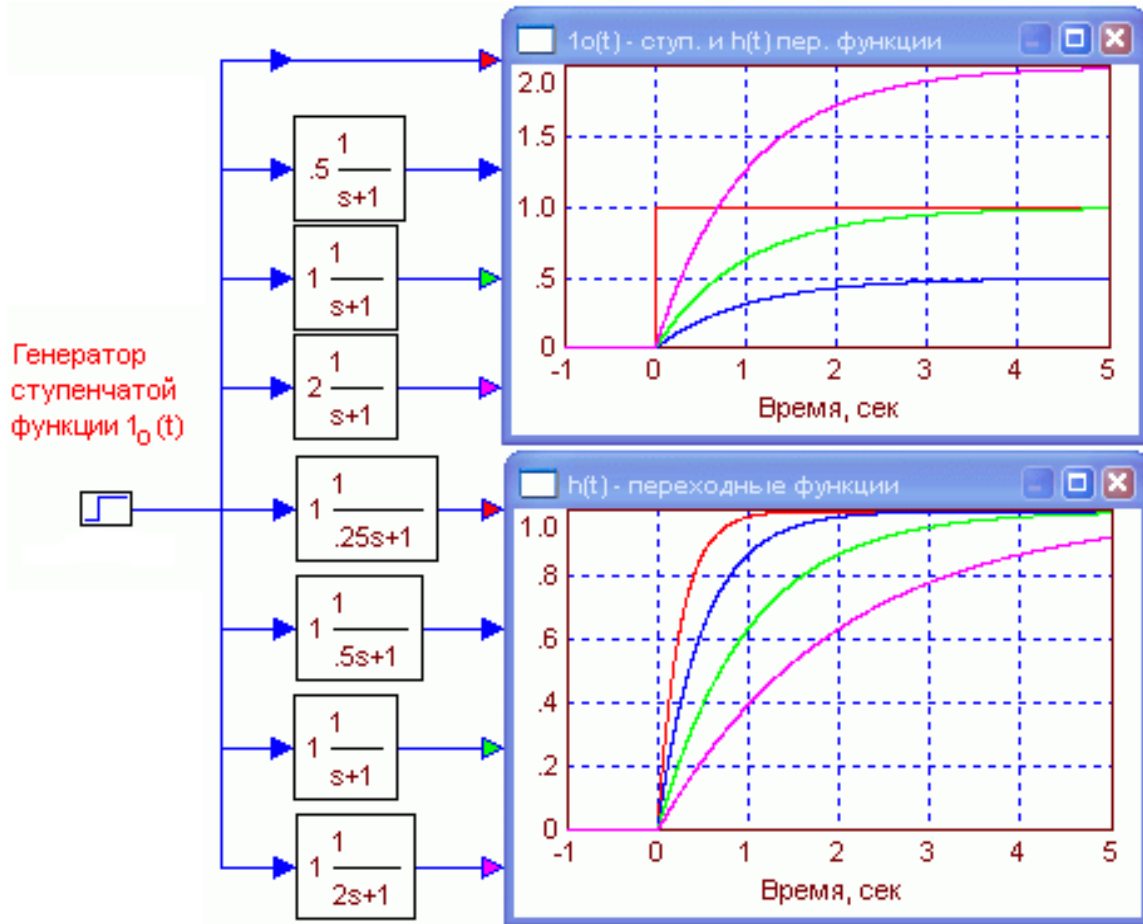 1o(t) - ступ. и h(t) пер. функции
2.0
1.5
1.0
.5
0
-1 0 1 2 3 4 5
Время, сек
.5 1
s+1
1 1
s+1
2 1
s+1
Генератор
ступенчатой
функции 1o(t)
1 1
.25s+1
1 1
.5s+1
1 1
s+1
1 1
2s+1
h(t) - переходные функции
1.0
.8
.6
.4
.2
0
-1 0 1 2 3 4 5
Время, сек